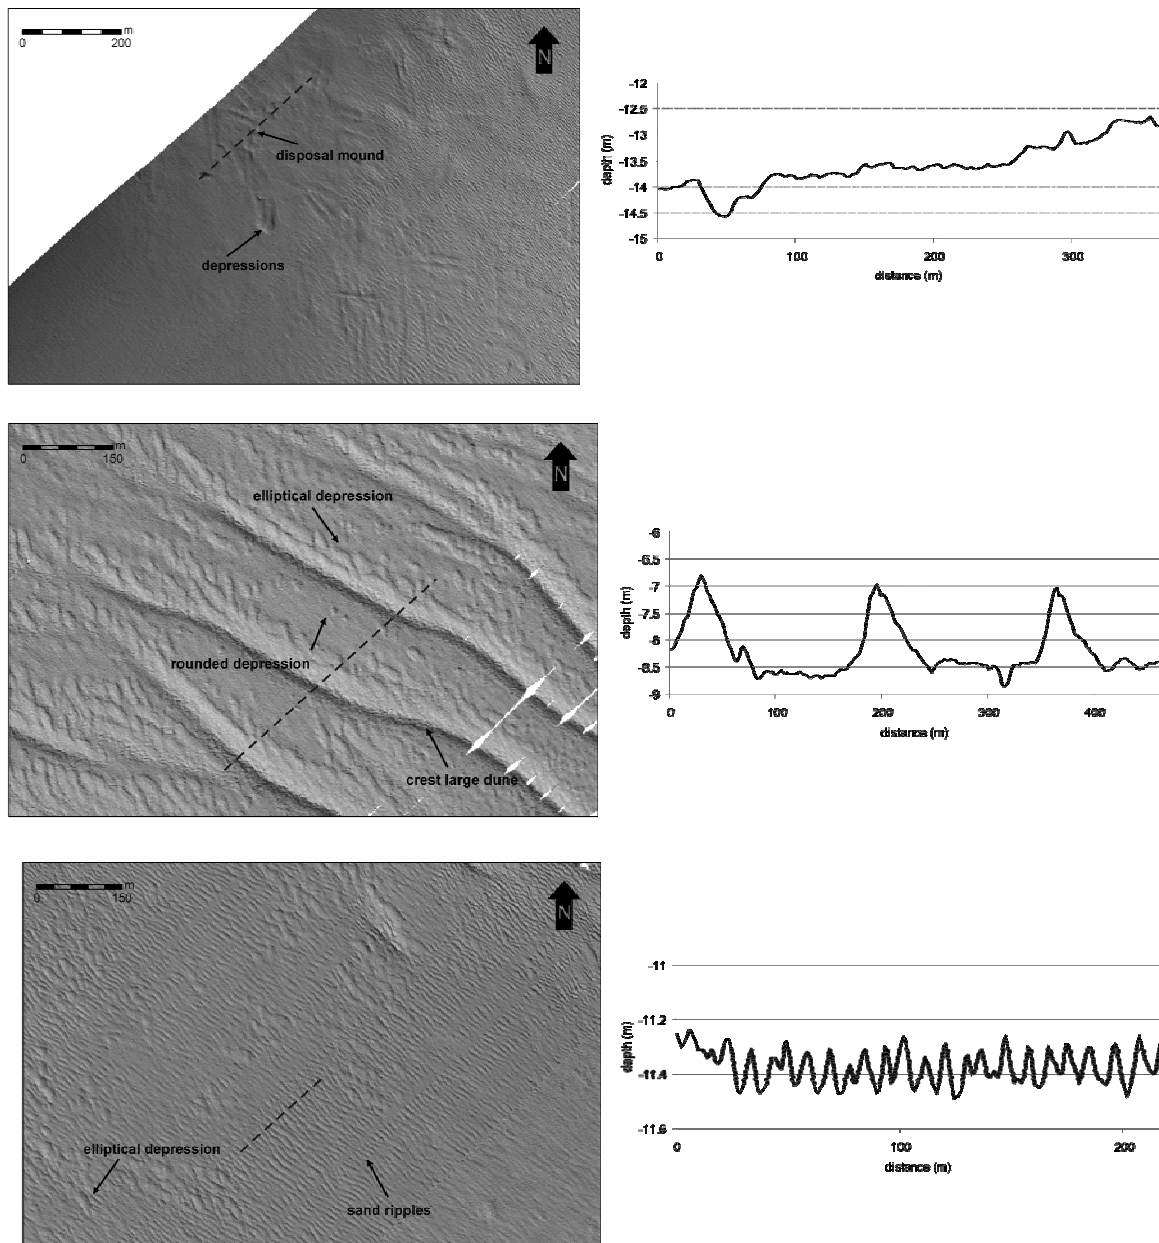 m
0 200
N
disposal mound
depressions
-12
-12.5
-13
-13.5
-14
-14.5
-15
depth (m)
0 100 200 300
distance (m)
m
0 150
N
elliptical depression
rounded depression
crest large dune
-6
-6.5
-7
-7.5
-8
-8.5
-9
depth (m)
0 100 200 300 400
distance (m)
m
0 150
N
elliptical depression
sand ripples
-11
-11.2
-11.4
-11.6
depth (m)
0 100 200
distance (m)